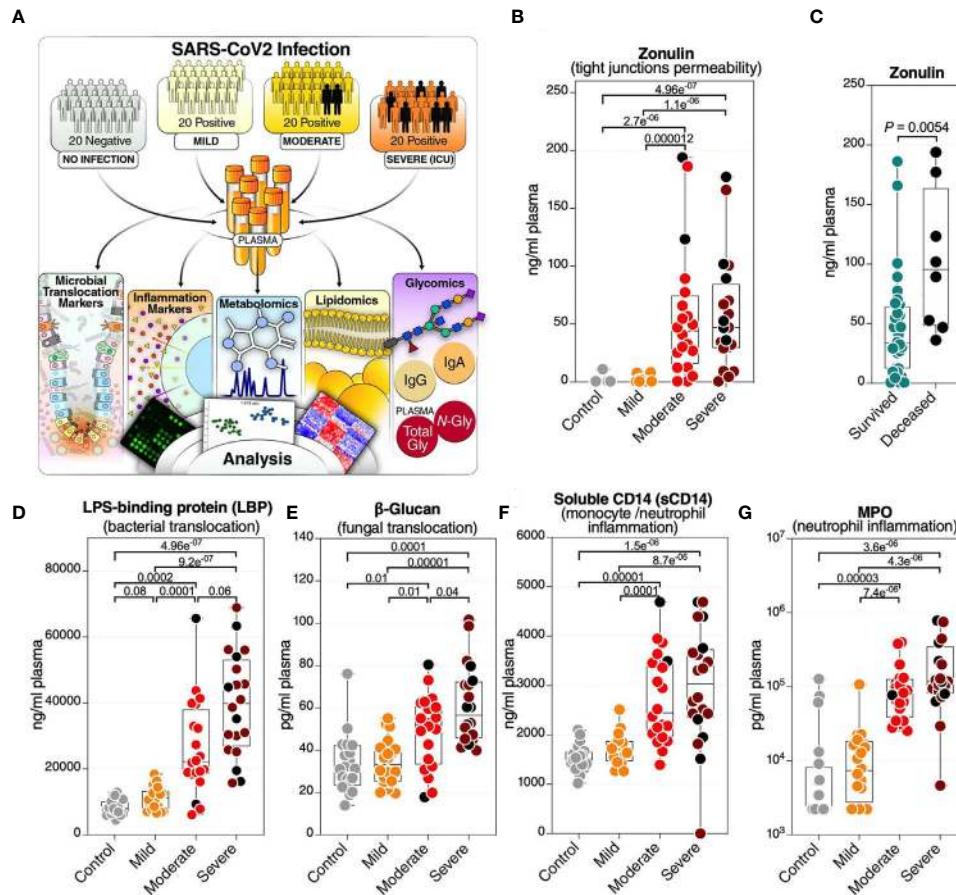 A
SARS-CoV2 Infection
20 Negative
NO INFECTION
20 Positive
MILD
20 Positive
MODERATE
20 Positive
SEVERE (ICU)
PLASMA
Microbial
Translocation
Markers
Inflammation
Markers
Metabolomics
Lipidomics
Glycomics
IgG
IgA
PLASMA
Total
Gly
N-Gly
Analysis
B
Zonulin
(tight junctions permeability)
4.96e-07
1.1e-06
2.7e-06
0.000012
ng/ml plasma
250
200
150
100
50
0
Control
Mild
Moderate
Severe
C
Zonulin
P = 0.0054
ng/ml plasma
250
200
150
100
50
0
Survived
Deceased
D
LPS-binding protein (LBP)
(bacterial translocation)
4.96e-07
9.2e-07
0.0002
0.08
0.0001
0.06
ng/ml plasma
80000
60000
40000
20000
0
Control
Mild
Moderate
Severe
E
β-Glucan
(fungal translocation)
0.0001
0.00001
0.01
0.01
0.04
pg/ml plasma
140
120
100
80
60
40
20
0
Control
Mild
Moderate
Severe
F
Soluble CD14 (sCD14)
(monocyte /neutrophil
inflammation)
1.5e-06
8.7e-05
0.00001
0.0001
ng/ml plasma
6000
5000
4000
3000
2000
1000
0
Control
Mild
Moderate
Severe
G
MPO
(neutrophil inflammation)
3.6e-06
4.3e-06
0.00003
7.4e-06
pg/ml plasma
10⁷
10⁶
10⁵
10⁴
10³
Control
Mild
Moderate
Severe